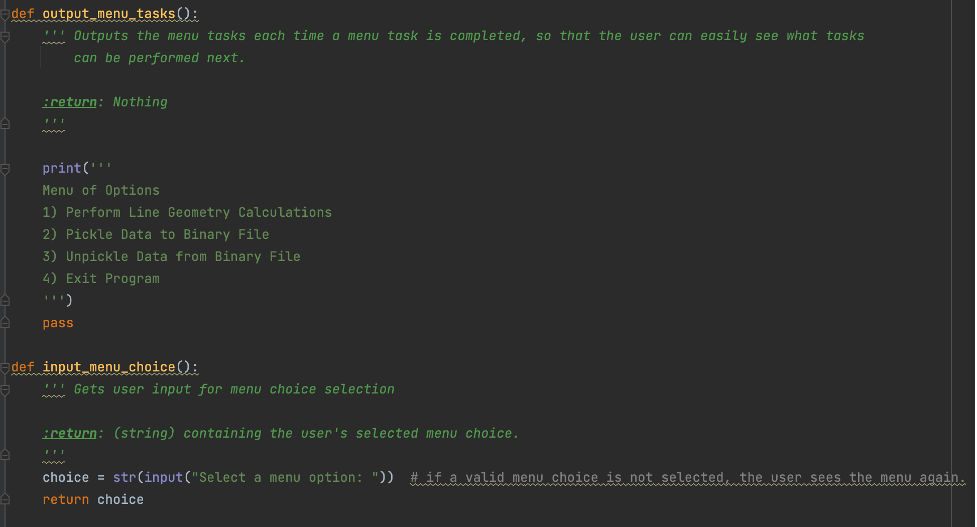 def output_menu_tasks():
    ''' Outputs the menu tasks each time a menu task is completed, so that the user can easily see what tasks
        can be performed next.

    :return: Nothing
    '''

    print('''
    Menu of Options
    1) Perform Line Geometry Calculations
    2) Pickle Data to Binary File
    3) Unpickle Data from Binary File
    4) Exit Program
    ''')
    pass

def input_menu_choice():
    ''' Gets user input for menu choice selection

    :return: (string) containing the user's selected menu choice.
    '''
    choice = str(input("Select a menu option: "))  # if a valid menu choice is not selected, the user sees the menu again.
    return choice